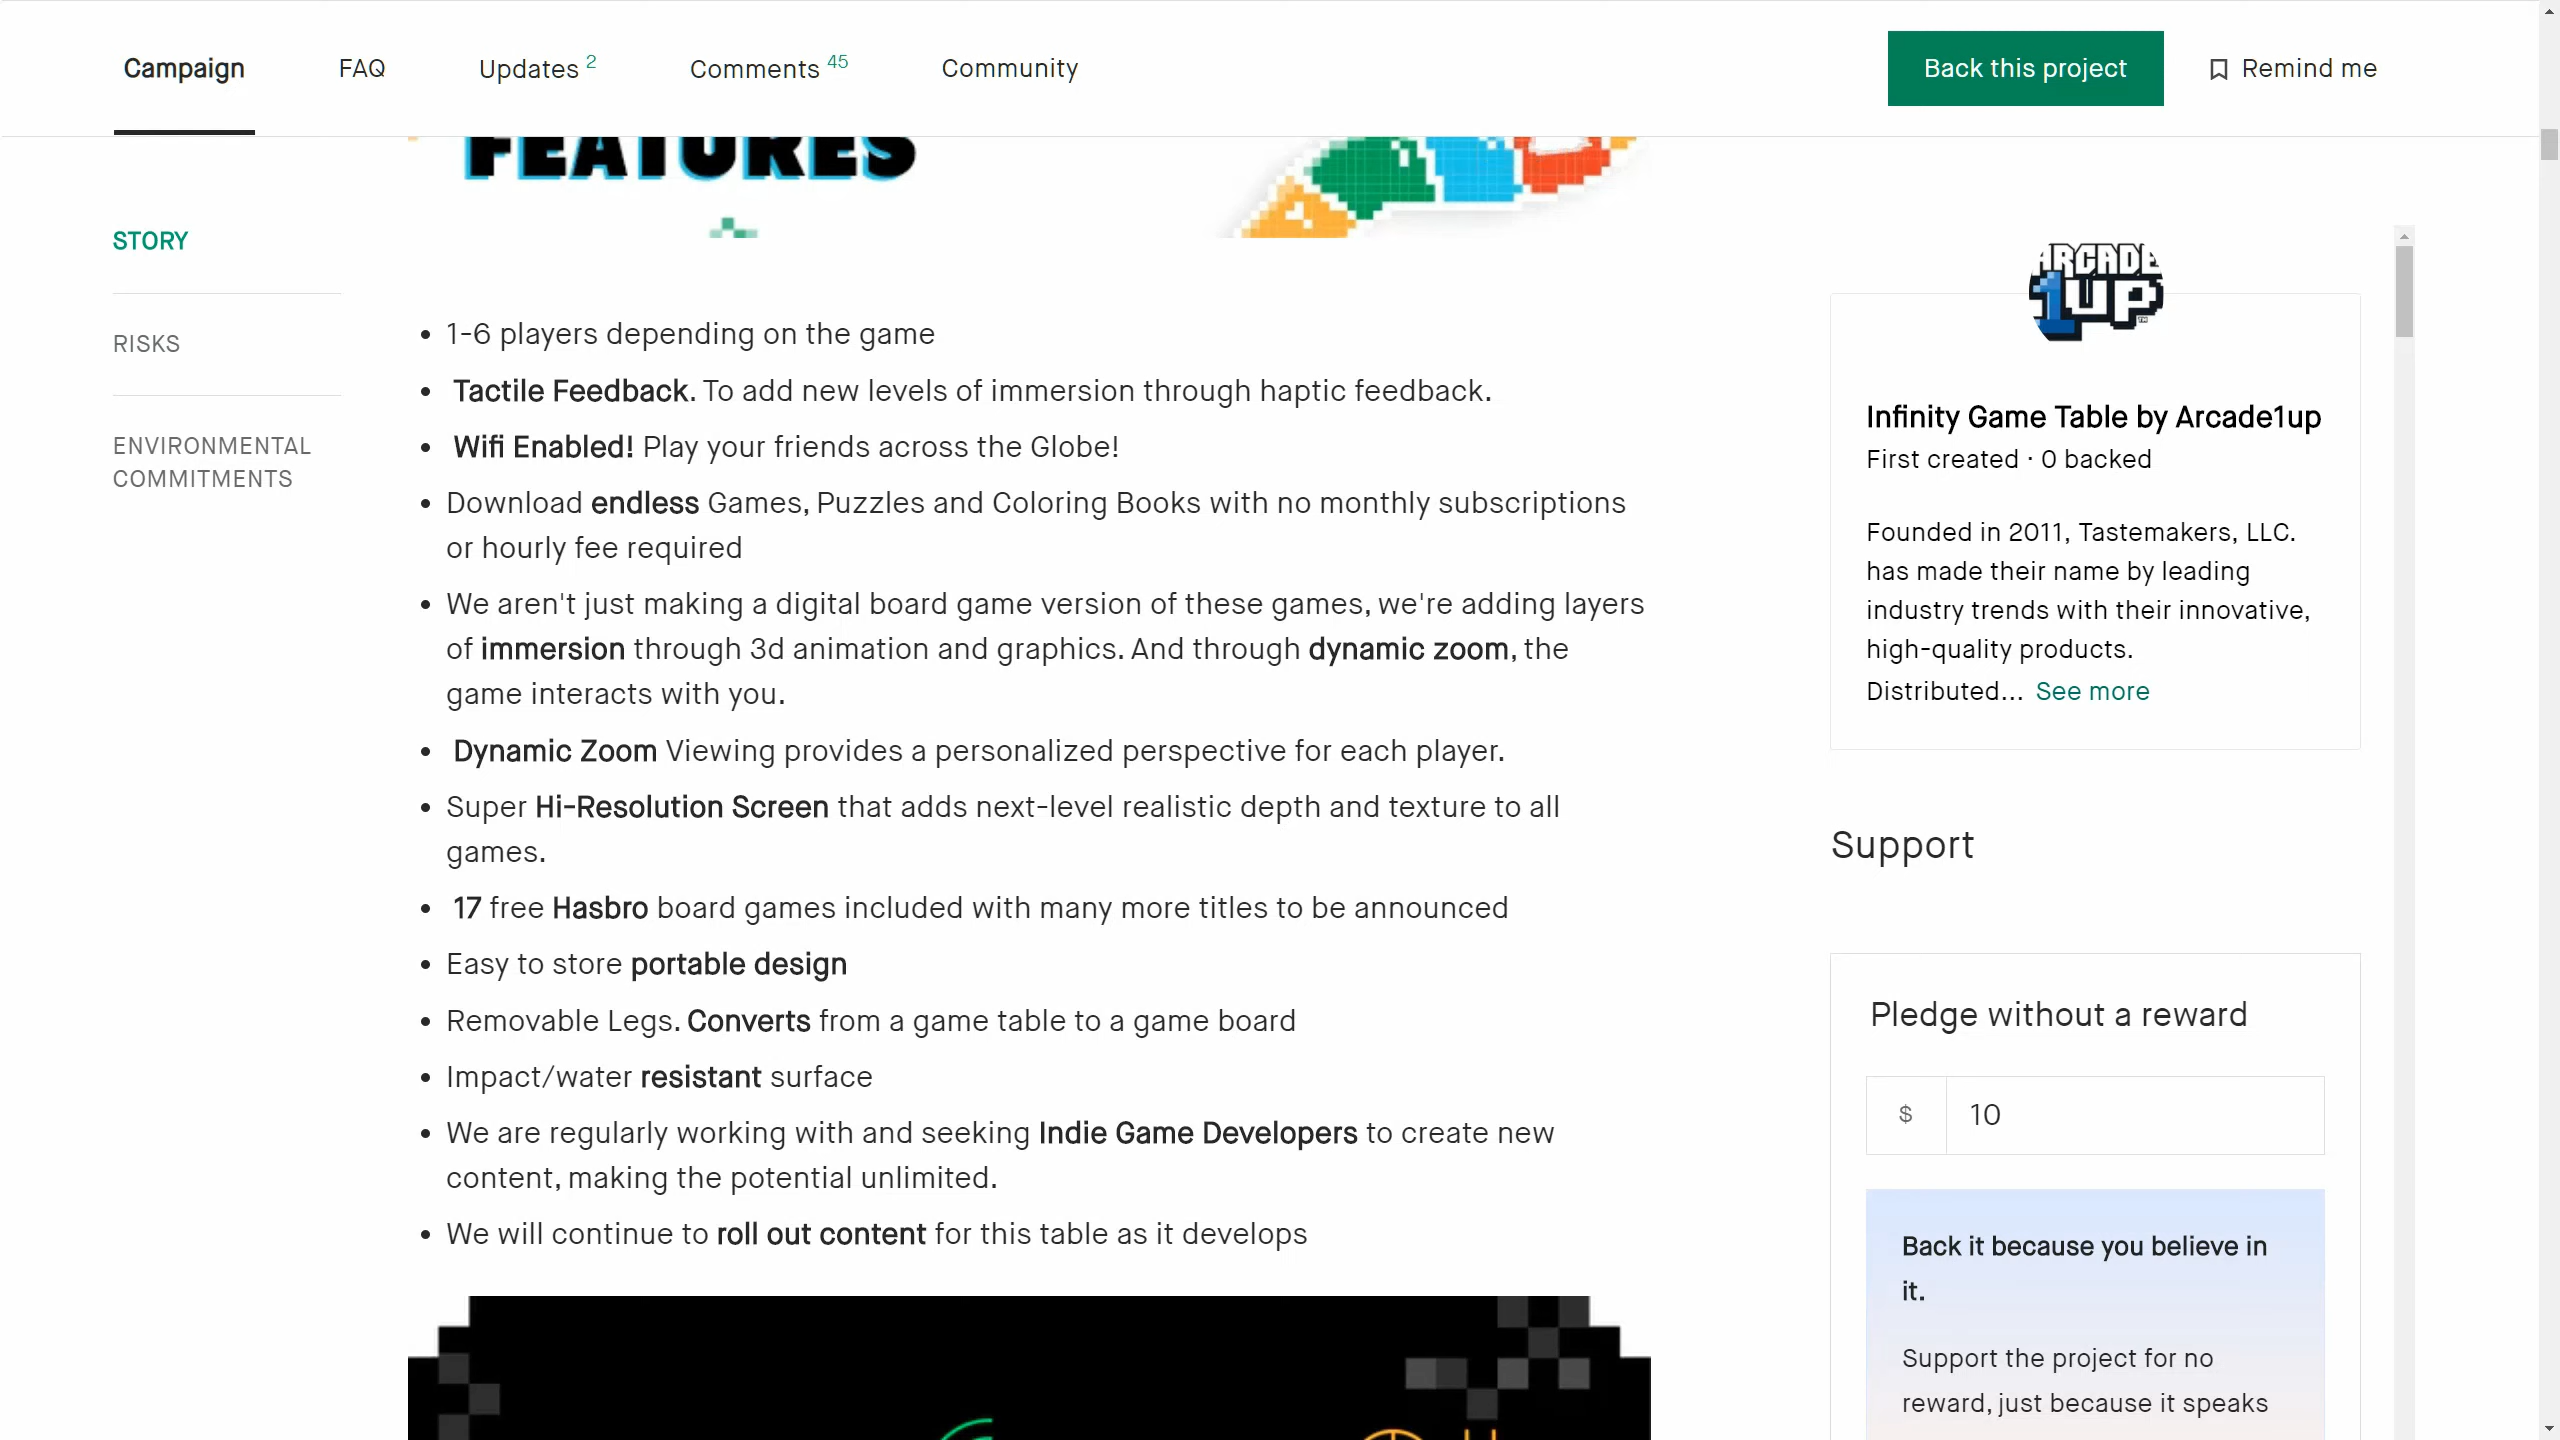 Campaign
FAQ
Updates 2
Comments 45
Community
Back this project
Remind me
FEATURES
STORY
RISKS
ENVIRONMENTAL
COMMITMENTS
• 1-6 players depending on the game
• Tactile Feedback. To add new levels of immersion through haptic feedback.
• Wifi Enabled! Play your friends across the Globe!
• Download endless Games, Puzzles and Coloring Books with no monthly subscriptions
or hourly fee required
• We aren't just making a digital board game version of these games, we're adding layers
of immersion through 3d animation and graphics. And through dynamic zoom, the
game interacts with you.
• Dynamic Zoom Viewing provides a personalized perspective for each player.
• Super Hi-Resolution Screen that adds next-level realistic depth and texture to all
games.
• 17 free Hasbro board games included with many more titles to be announced
• Easy to store portable design
• Removable Legs. Converts from a game table to a game board
• Impact/water resistant surface
• We are regularly working with and seeking Indie Game Developers to create new
content, making the potential unlimited.
• We will continue to roll out content for this table as it develops
ARCADE
1UP
Infinity Game Table by Arcade1up
First created · 0 backed
Founded in 2011, Tastemakers, LLC.
has made their name by leading
industry trends with their innovative,
high-quality products.
Distributed... See more
Support
Pledge without a reward
$ 10
Back it because you believe in
it.
Support the project for no
reward, just because it speaks